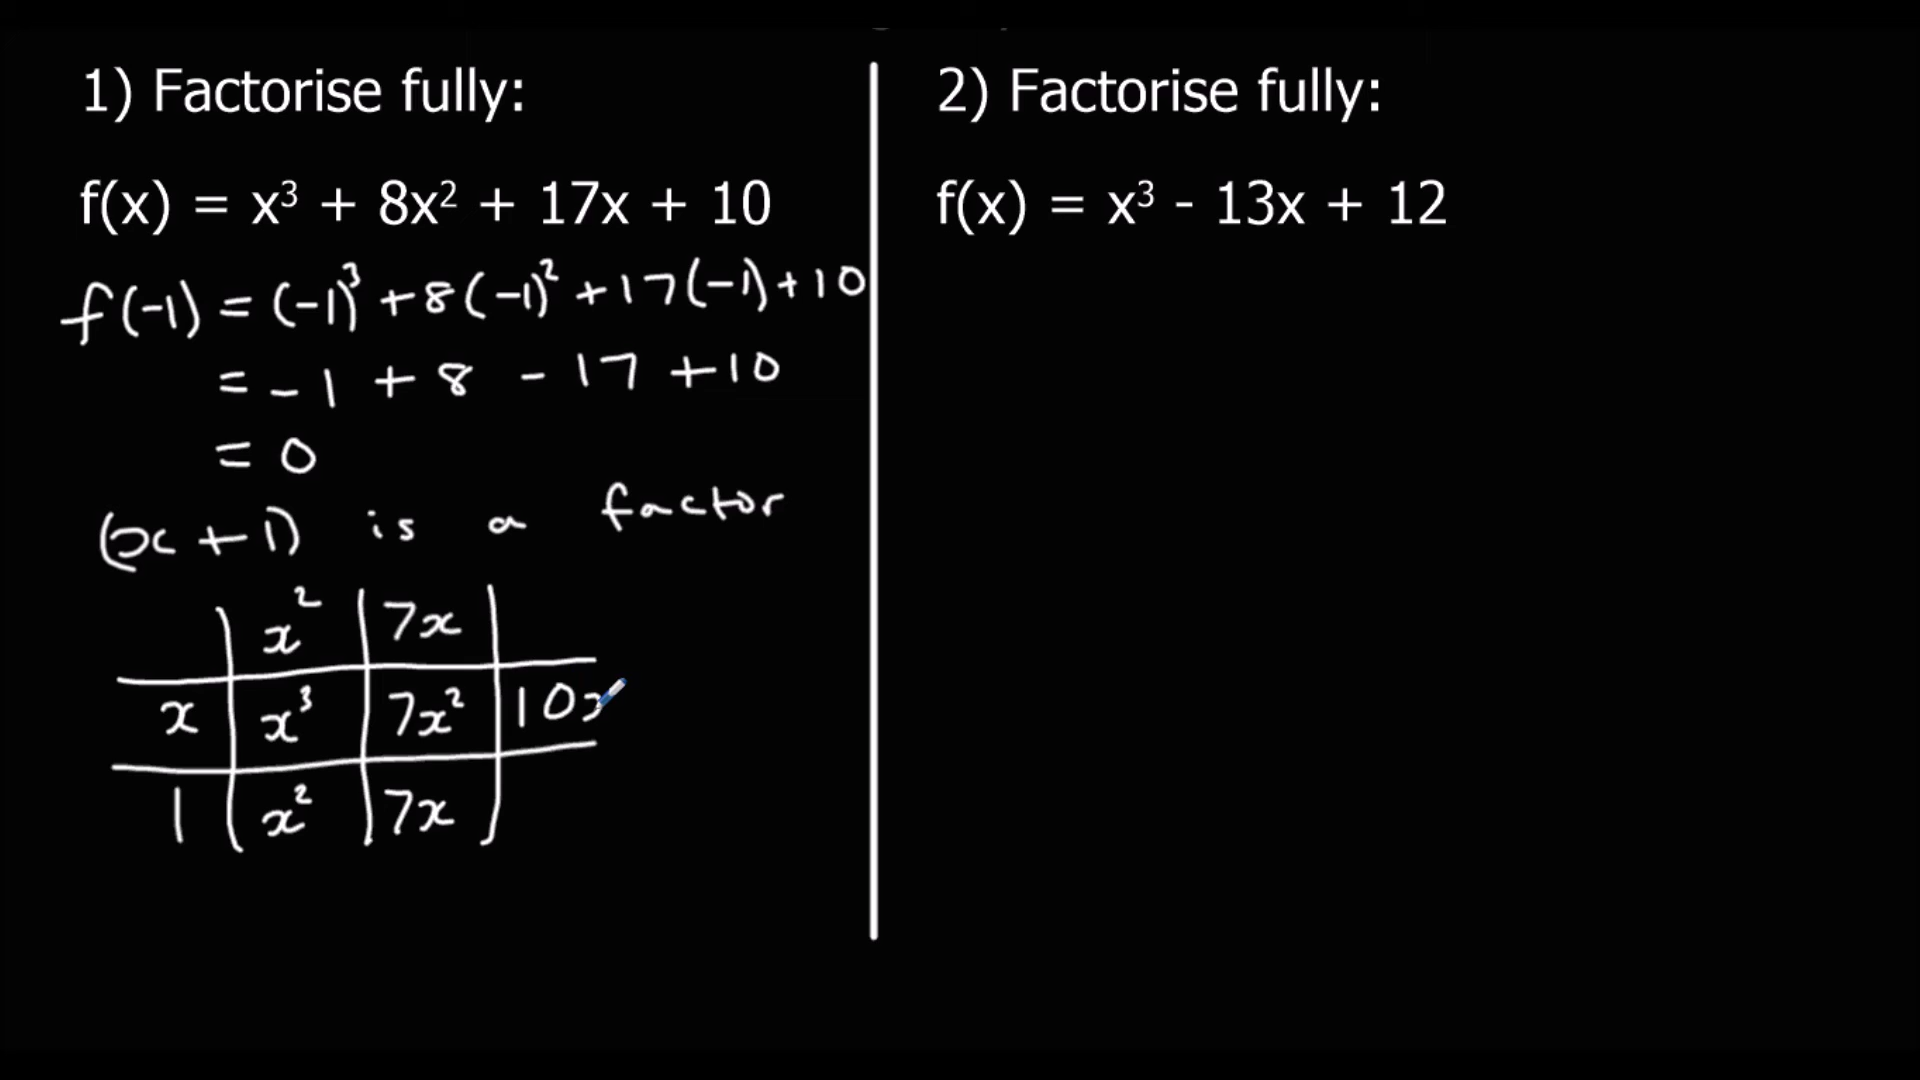 1) Factorise fully:
f(x) = x³ + 8x² + 17x + 10
f(-1) = (-1)³ + 8(-1)² + 17(-1) + 10
= -1 + 8 - 17 + 10
= 0
(x + 1) is a factor
x² 7x
x x³ 7x² 10x
1 x² 7x
2) Factorise fully:
f(x) = x³ - 13x + 12